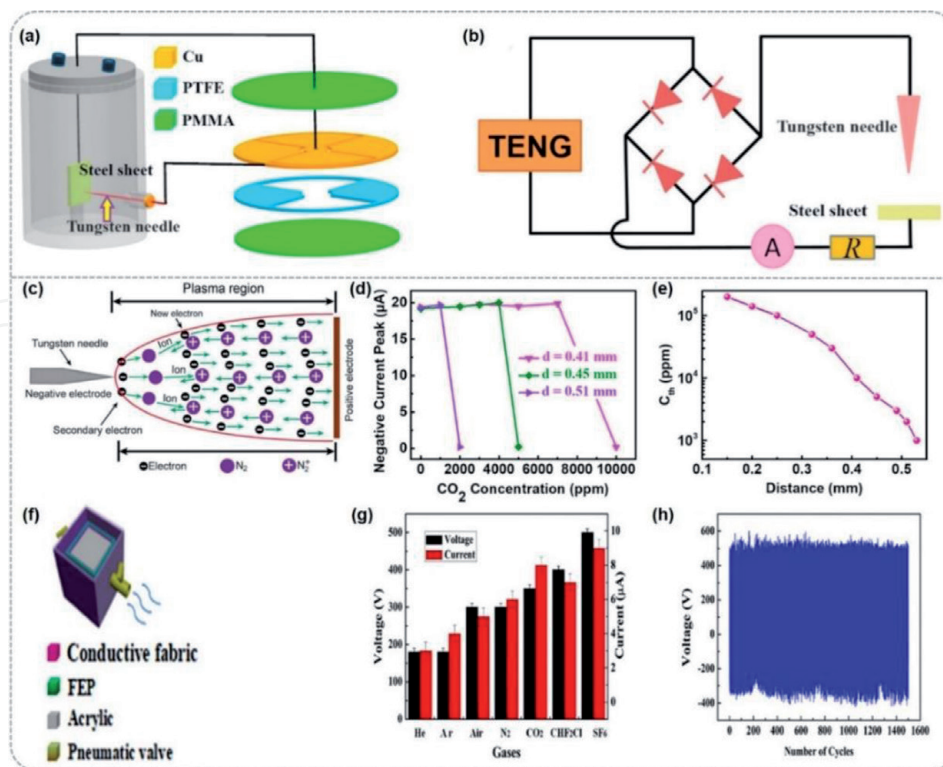 (a)
Cu
PTFE
PMMA
Steel sheet
Tungsten needle
(b)
TENG
Tungsten needle
Steel sheet
A
R
(c)
Plasma region
New electron
Tungsten needle
Ion
Ion
Negative electrode
Ion
Secondary electron
Positive electrode
Electron
N₂
N₂⁺
(d)
Negative Current Peak (µA)
20
15
10
5
0
d = 0.41 mm
d = 0.45 mm
d = 0.51 mm
0 2000 4000 6000 8000 10000
CO₂ Concentration (ppm)
(e)
Cth (ppm)
10⁵
10⁴
10³
0.1 0.2 0.3 0.4 0.5
Distance (mm)
(f)
Conductive fabric
FEP
Acrylic
Pneumatic valve
(g)
Voltage
Current
Voltage (V)
500
400
300
200
100
0
Current (µA)
10
8
6
4
2
0
He Ar Air N₂ CO₂ CHF₂Cl SF₆
Gases
(h)
Voltage (V)
600
400
200
0
-200
-400
0 200 400 600 800 1000 1200 1400 1600
Number of Cycles